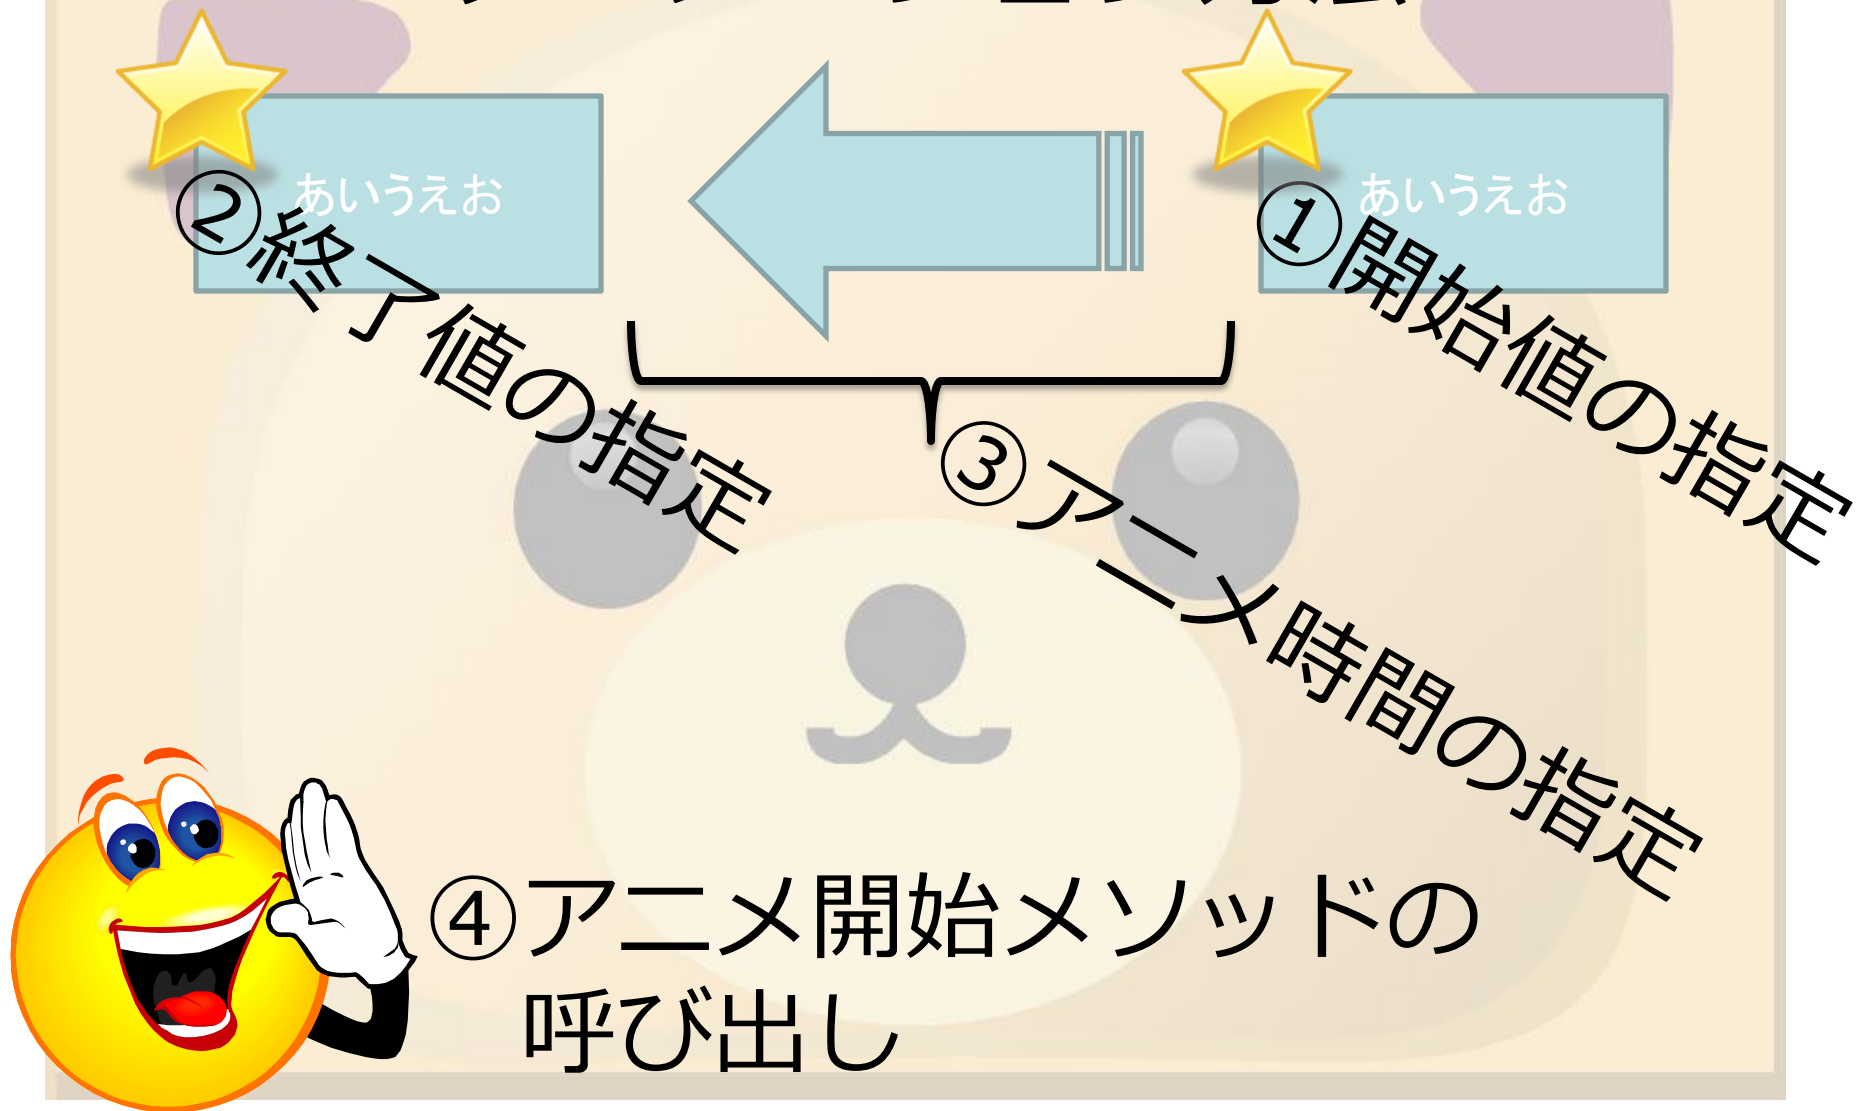 あいうえお
あいうえお
①開始値の指定
②終了値の指定
③アニメ時間の指定
④アニメ開始メソッドの
呼び出し